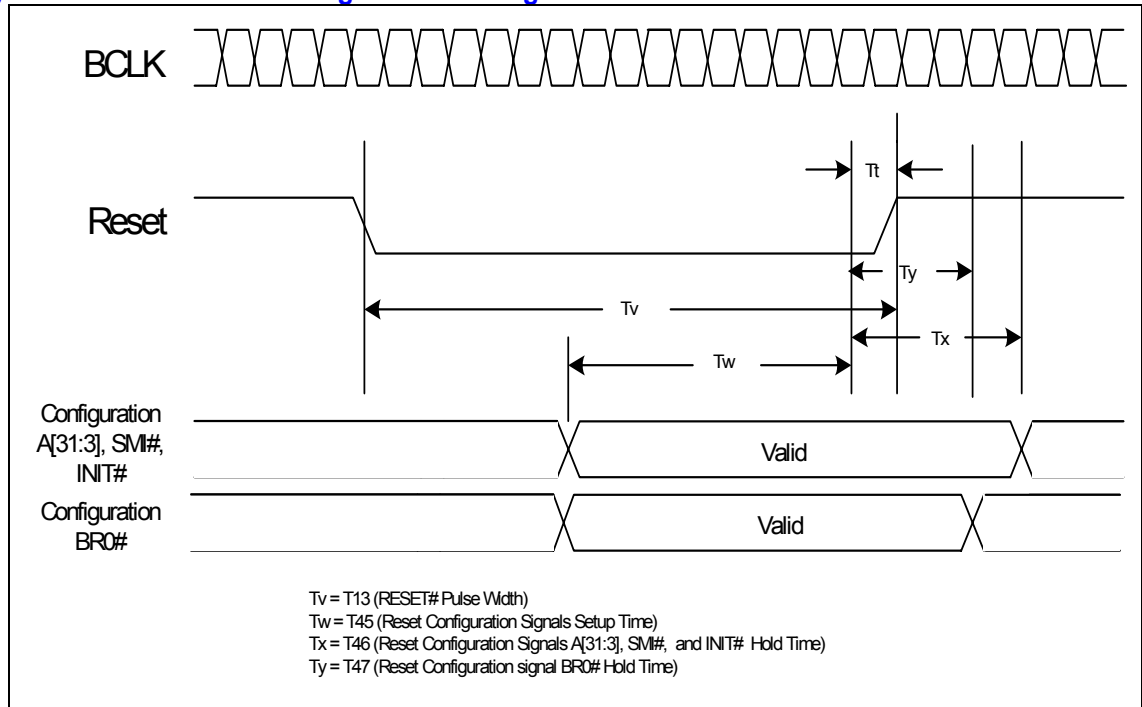 BCLK
Reset
Tt
Ty
Tv
Tx
Tw
Configuration
A[31:3], SMI#,
INIT#
Valid
Configuration
BR0#
Valid
Tv = T13 (RESET# Pulse Width)
Tw = T45 (Reset Configuration Signals Setup Time)
Tx = T46 (Reset Configuration Signals A[31:3], SMI#, and INIT# Hold Time)
Ty = T47 (Reset Configuration signal BR0# Hold Time)